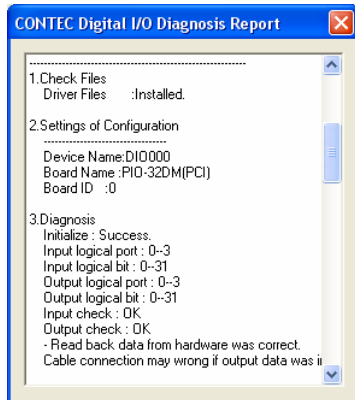 CONTEC Digital I/O Diagnosis Report
------------------------------------------------------
1.Check Files
Driver Files :Installed.
2.Settings of Configuration
-------------------------------
Device Name:DIO000
Board Name :PIO-32DM(PCI)
Board ID :0
3.Diagnosis
Initialize : Success.
Input logical port : 0--3
Input logical bit : 0--31
Output logical port : 0--3
Output logical bit : 0--31
Input check : OK
Output check : OK
- Read back data from hardware was correct.
Cable connection may wrong if output data was